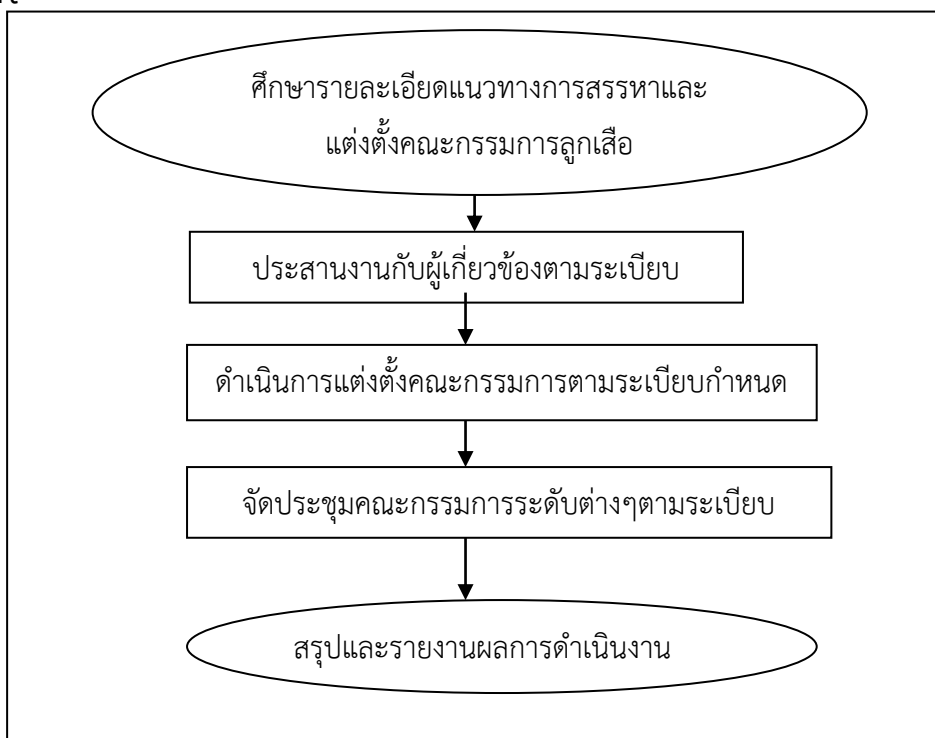 ศึกษารายละเอียดแนวทางการสรรหาและ
แต่งตั้งคณะกรรมการลูกเสือ
ประสานงานกับผู้เกี่ยวข้องตามระเบียบ
ดำเนินการแต่งตั้งคณะกรรมการตามระเบียบกำหนด
จัดประชุมคณะกรรมการระดับต่างๆตามระเบียบ
สรุปและรายงานผลการดำเนินงาน